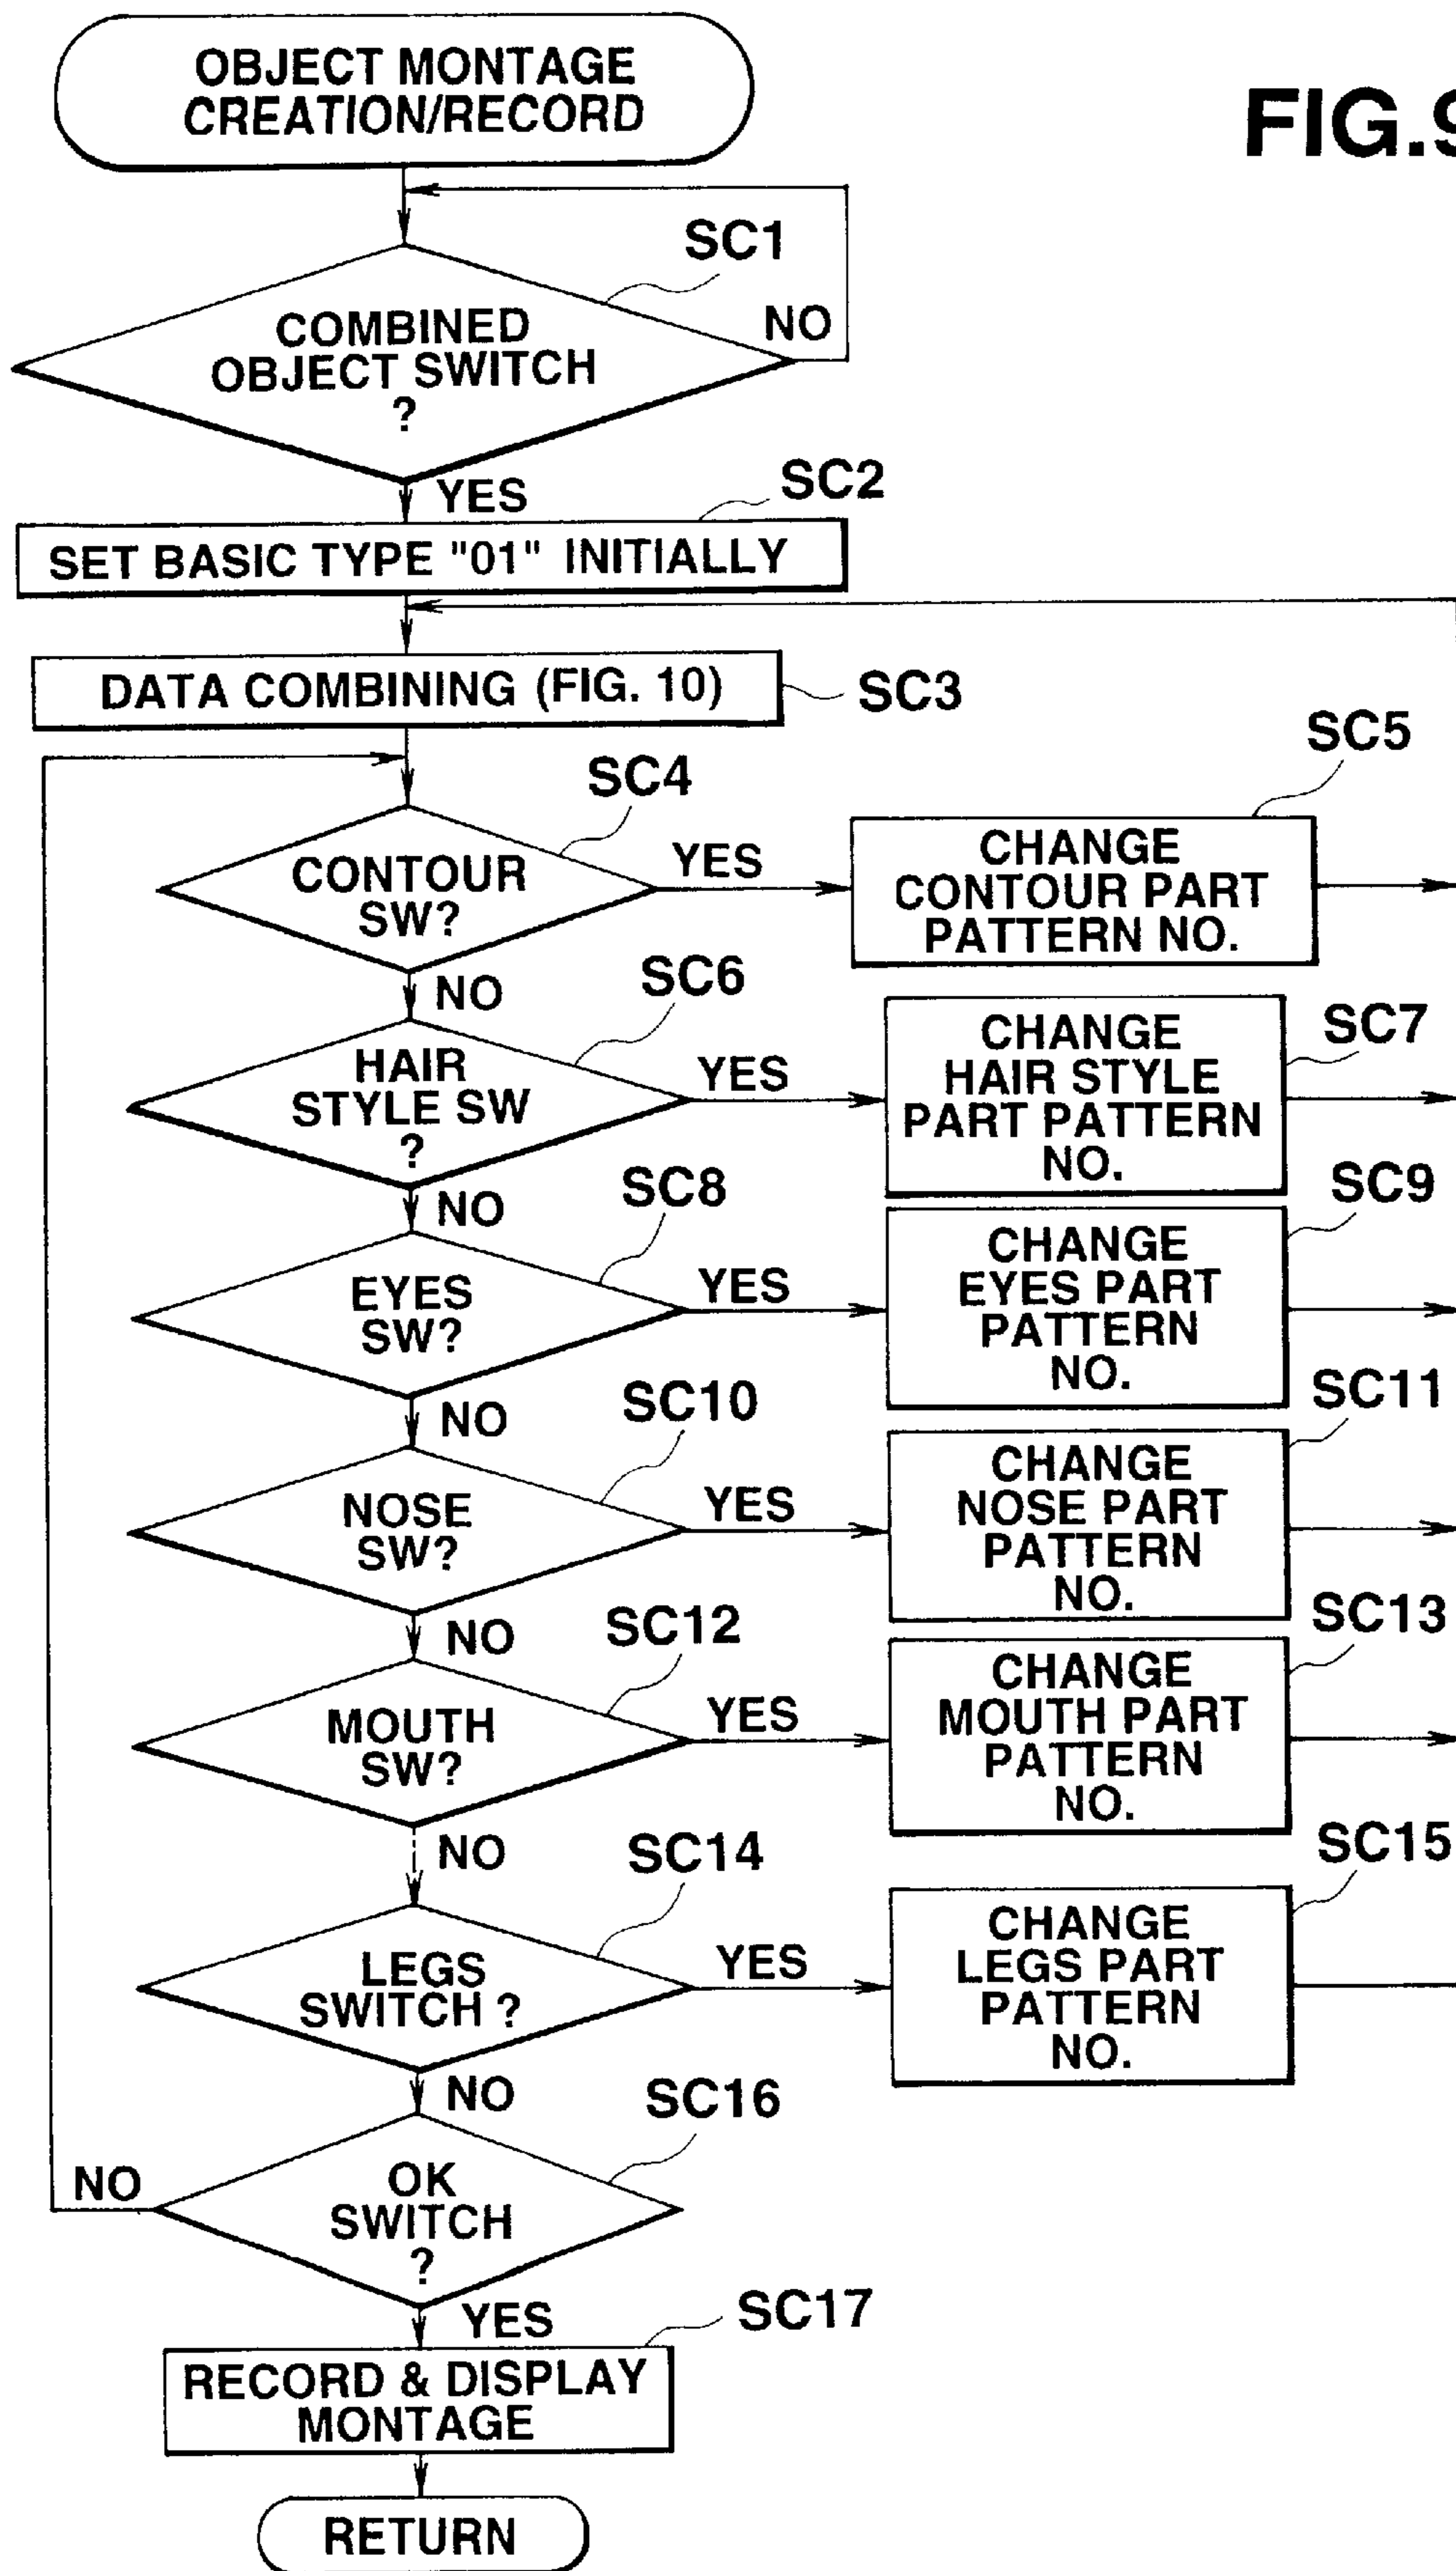 OBJECT MONTAGE
CREATION/RECORD
FIG.9
SC1
COMBINED
OBJECT SWITCH
?
NO
YES
SC2
SET BASIC TYPE "01" INITIALLY
DATA COMBINING (FIG. 10)
SC3
SC4
CONTOUR
SW?
YES
SC5
CHANGE
CONTOUR PART
PATTERN NO.
NO
SC6
HAIR
STYLE SW
?
YES
SC7
CHANGE
HAIR STYLE
PART PATTERN
NO.
NO
SC8
EYES
SW?
YES
SC9
CHANGE
EYES PART
PATTERN
NO.
NO
SC10
NOSE
SW?
YES
SC11
CHANGE
NOSE PART
PATTERN
NO.
NO
SC12
MOUTH
SW?
YES
SC13
CHANGE
MOUTH PART
PATTERN
NO.
NO
SC14
LEGS
SWITCH ?
YES
SC15
CHANGE
LEGS PART
PATTERN
NO.
NO
SC16
OK
SWITCH
?
NO
YES
SC17
RECORD & DISPLAY
MONTAGE
RETURN